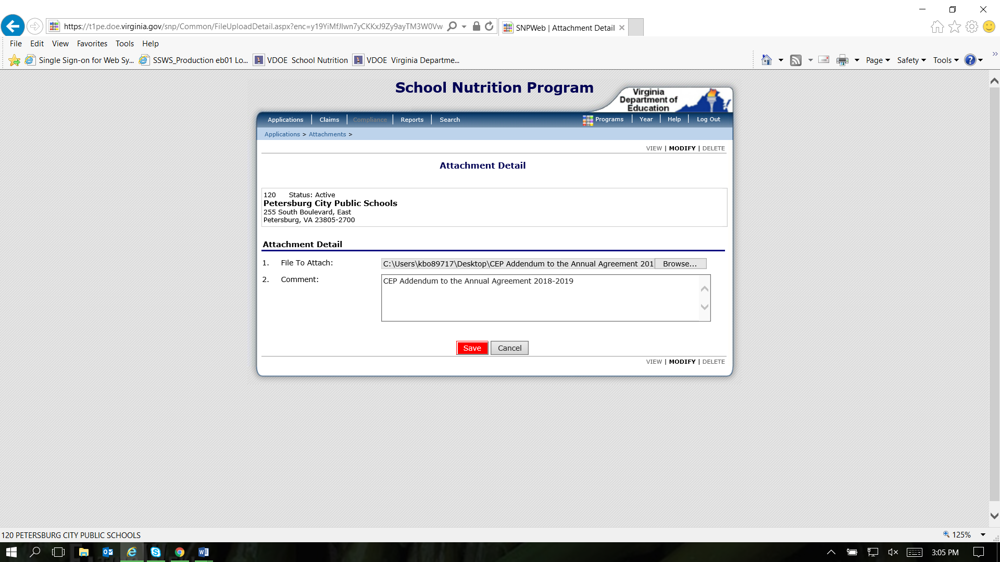 https://t1pe.doe.virginia.gov/snp/Common/FileUploadDetail.aspx?enc=y19YiMfJIwn7yCKKxJ9Zy9ayTM3W0Vw
SNPWeb | Attachment Detail
File Edit View Favorites Tools Help
Single Sign-on for Web Sy... SSWS_Production eb01 Lo... VDOE School Nutrition VDOE Virginia Departme...
Page Safety Tools
School Nutrition Program
Virginia
Department of
Education
Applications Claims Compliance Reports Search Programs Year Help Log Out
Applications > Attachments >
VIEW | MODIFY | DELETE
Attachment Detail
120 Status: Active
Petersburg City Public Schools
255 South Boulevard, East
Petersburg, VA 23805-2700
Attachment Detail
1. File To Attach: C:\Users\kbo89717\Desktop\CEP Addendum to the Annual Agreement 201 Browse...
2. Comment: CEP Addendum to the Annual Agreement 2018-2019
Save Cancel
VIEW | MODIFY | DELETE
120 PETERSBURG CITY PUBLIC SCHOOLS
125%
3:05 PM